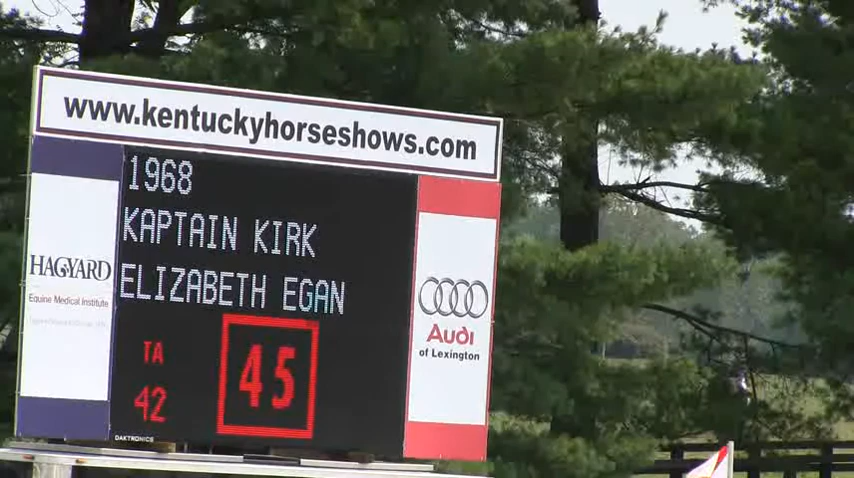 www.kentuckyhorseshows.com
1968
KAPTAIN KIRK
ELIZABETH EGAN
TA
42
45
HAGYARD
Equine Medical Institute
Audi
of Lexington
DAKTRONICS